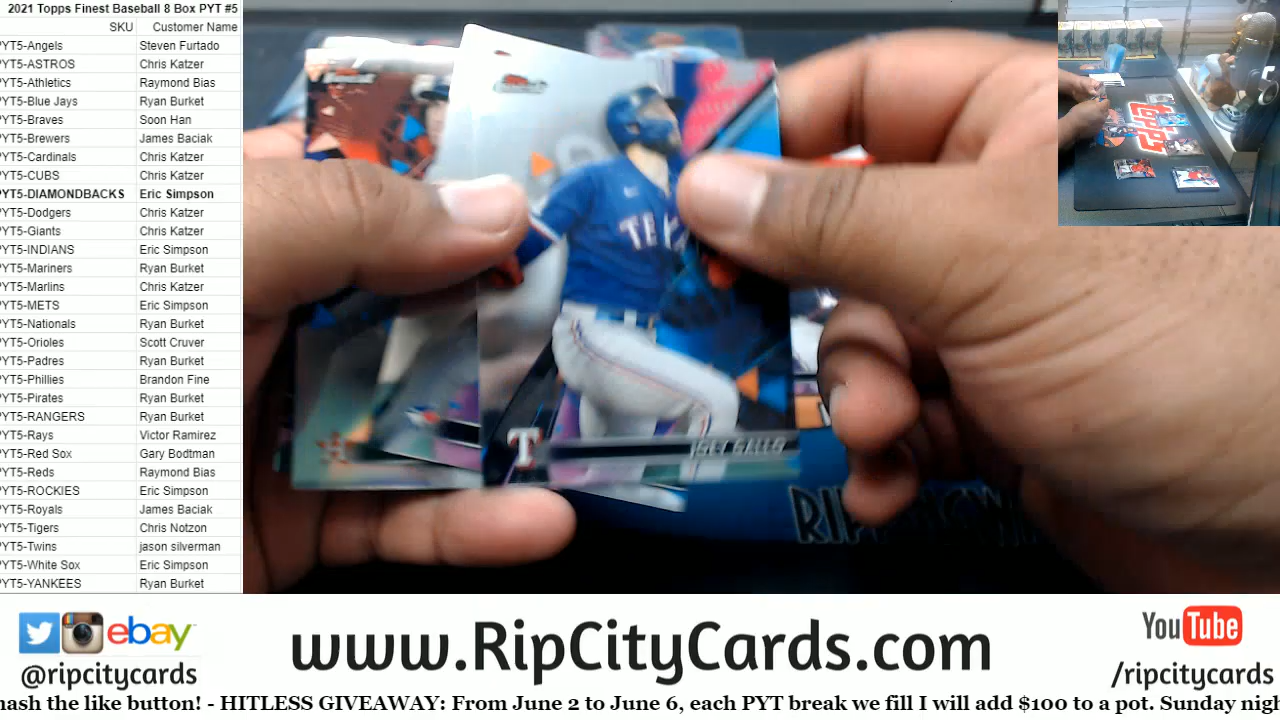 2021 Topps Finest Baseball 8 Box PYT #5
SKU Customer Name
PYT5-Angels Steven Furtado
PYT5-ASTROS Chris Katzer
PYT5-Athletics Raymond Bias
PYT5-Blue Jays Ryan Burket
PYT5-Braves Soon Han
PYT5-Brewers James Baciak
PYT5-Cardinals Chris Katzer
PYT5-CUBS Chris Katzer
PYT5-DIAMONDBACKS Eric Simpson
PYT5-Dodgers Chris Katzer
PYT5-Giants Chris Katzer
PYT5-INDIANS Eric Simpson
PYT5-Mariners Ryan Burket
PYT5-Marlins Chris Katzer
PYT5-METS Eric Simpson
PYT5-Nationals Ryan Burket
PYT5-Orioles Scott Cruver
PYT5-Padres Ryan Burket
PYT5-Phillies Brandon Fine
PYT5-Pirates Ryan Burket
PYT5-RANGERS Ryan Burket
PYT5-Rays Victor Ramirez
PYT5-Red Sox Gary Bodtman
PYT5-Reds Raymond Bias
PYT5-ROCKIES Eric Simpson
PYT5-Royals James Baciak
PYT5-Tigers Chris Notzon
PYT5-Twins jason silverman
PYT5-White Sox Eric Simpson
PYT5-YANKEES Ryan Burket
topps
T
GALLO
RIP
ebay
@ripcitycards
www.RipCityCards.com
YouTube
/ripcitycards
mash the like button! - HITLESS GIVEAWAY: From June 2 to June 6, each PYT break we fill I will add $100 to a pot. Sunday nigh